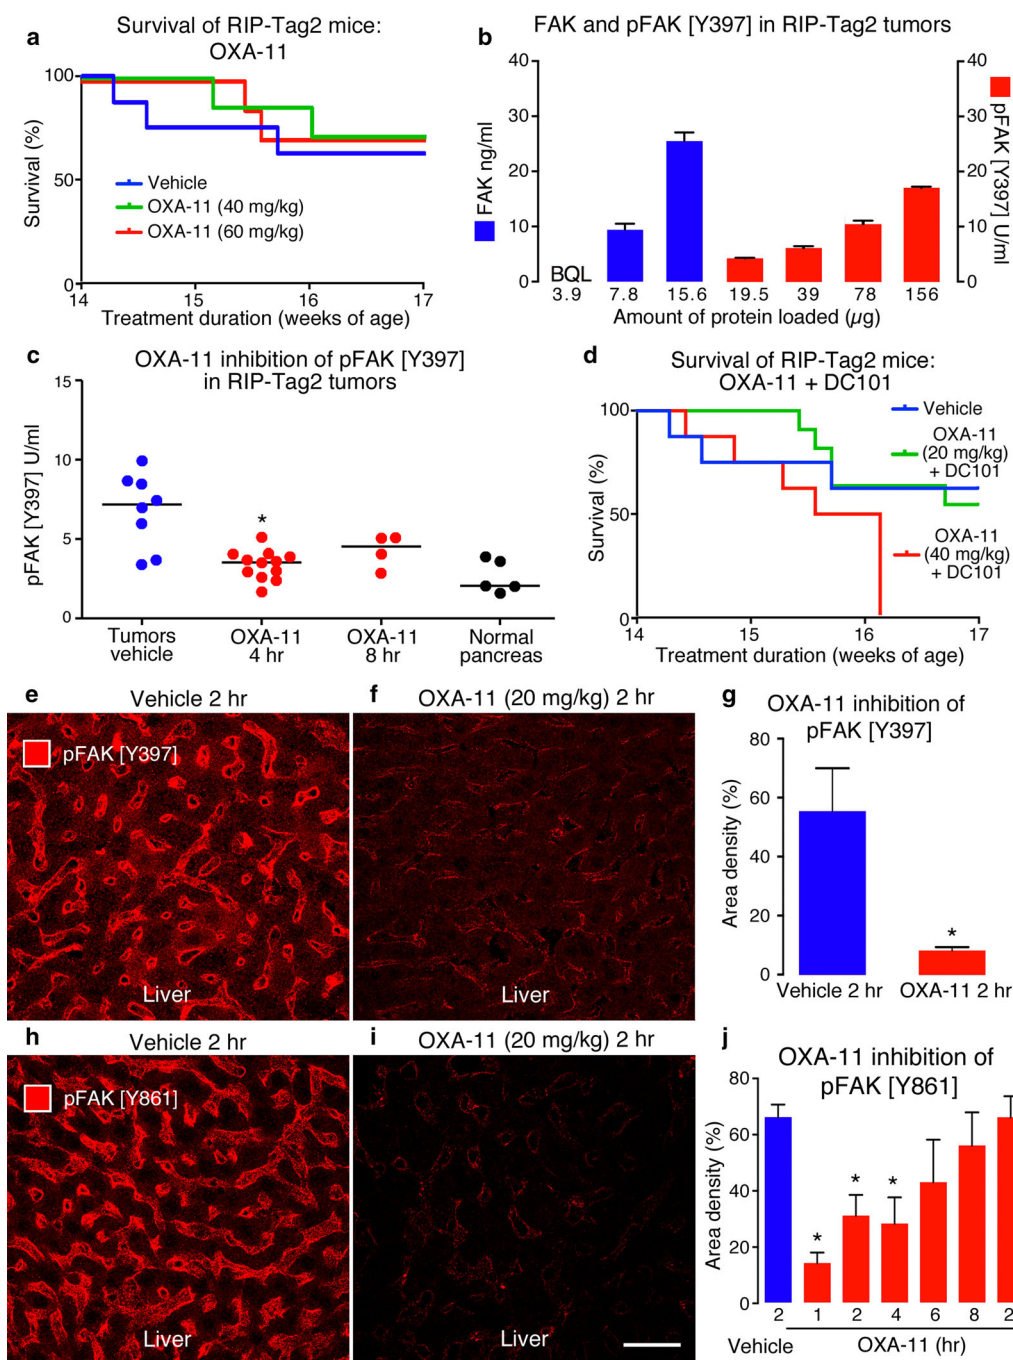 a
Survival of RIP-Tag2 mice:
OXA-11
100
50
0
Survival (%)
Vehicle
OXA-11 (40 mg/kg)
OXA-11 (60 mg/kg)
14 15 16 17
Treatment duration (weeks of age)
b
FAK and pFAK [Y397] in RIP-Tag2 tumors
40
30
20
10
0
FAK ng/ml
40
30
20
10
0
pFAK [Y397] U/ml
BQL
3.9 7.8 15.6 19.5 39 78 156
Amount of protein loaded (µg)
c
OXA-11 inhibition of pFAK [Y397]
in RIP-Tag2 tumors
15
10
5
0
pFAK [Y397] U/ml
*
Tumors
vehicle
OXA-11
4 hr
OXA-11
8 hr
Normal
pancreas
d
Survival of RIP-Tag2 mice:
OXA-11 + DC101
100
50
0
Survival (%)
Vehicle
OXA-11
(20 mg/kg)
+ DC101
OXA-11
(40 mg/kg)
+ DC101
14 15 16 17
Treatment duration (weeks of age)
e
Vehicle 2 hr
pFAK [Y397]
Liver
f
OXA-11 (20 mg/kg) 2 hr
Liver
g
OXA-11 inhibition of
pFAK [Y397]
80
60
40
20
0
Area density (%)
*
Vehicle 2 hr OXA-11 2 hr
h
Vehicle 2 hr
pFAK [Y861]
Liver
i
OXA-11 (20 mg/kg) 2 hr
Liver
j
OXA-11 inhibition of
pFAK [Y861]
80
60
40
20
0
Area density (%)
* * *
2 1 2 4 6 8 2
Vehicle OXA-11 (hr)